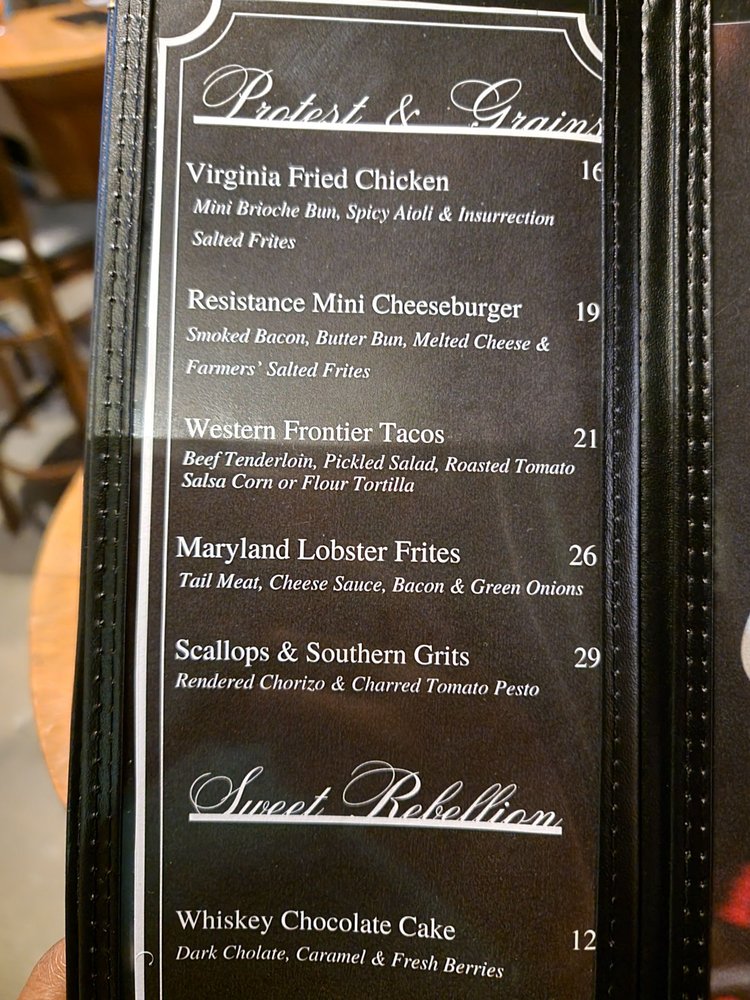 Protest & Grains
Virginia Fried Chicken 16
Mini Brioche Bun, Spicy Aioli & Insurrection
Salted Frites
Resistance Mini Cheeseburger 19
Smoked Bacon, Butter Bun, Melted Cheese &
Farmers' Salted Frites
Western Frontier Tacos 21
Beef Tenderloin, Pickled Salad, Roasted Tomato
Salsa Corn or Flour Tortilla
Maryland Lobster Frites 26
Tail Meat, Cheese Sauce, Bacon & Green Onions
Scallops & Southern Grits 29
Rendered Chorizo & Charred Tomato Pesto
Sweet Rebellion
Whiskey Chocolate Cake 12
Dark Cholate, Caramel & Fresh Berries